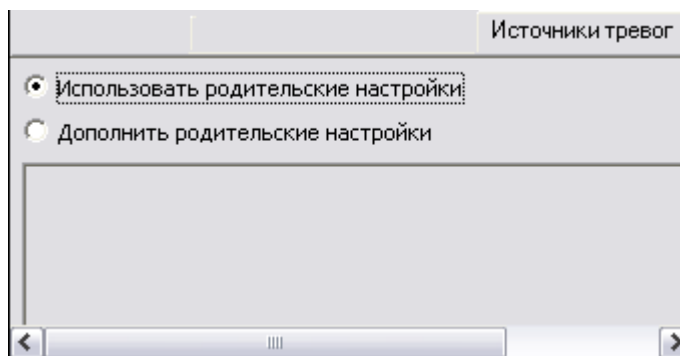 Источники тревог
Использовать родительские настройки
Дополнить родительские настройки